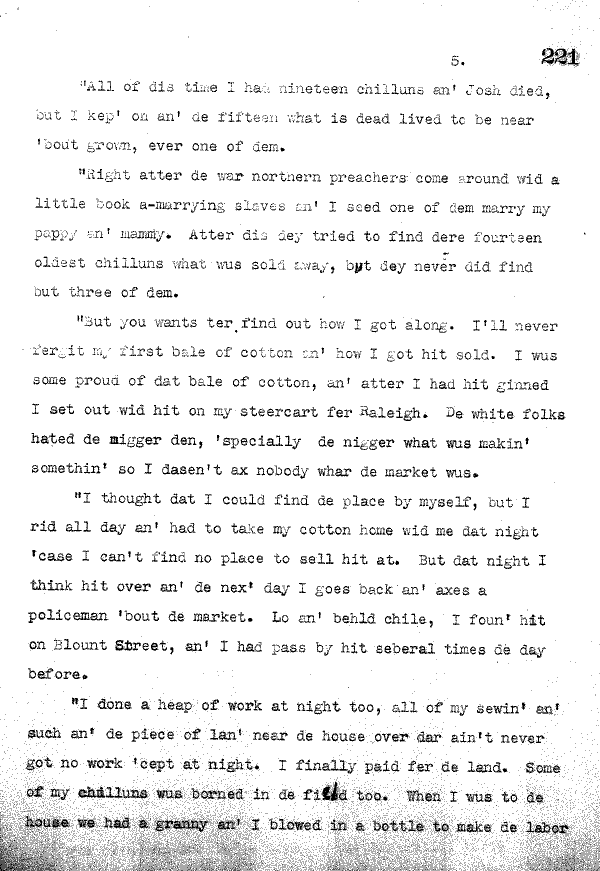 5. 221
"All of dis time I had nineteen chilluns an' Josh died,
but I kep' on an' de fifteen what is dead lived to be near
'bout grown, ever one of dem.
"Right atter de war northern preachers come around wid a
little book a-marrying slaves an' I seed one of dem marry my
pappy an' mammy. Atter dis dey tried to find dere fourteen
oldest chilluns what wus sold away, but dey never did find
but three of dem.
"But you wants ter find out how I got along. I'll never
fergit my first bale of cotton an' how I got hit sold. I wus
some proud of dat bale of cotton, an' atter I had hit ginned
I set out wid hit on my steercart fer Raleigh. De white folks
hated de nigger den, 'specially de nigger what wus makin'
somethin' so I dasen't ax nobody whar de market wus.
"I thought dat I could find de place by myself, but I
rid all day an' had to take my cotton home wid me dat night
'case I can't find no place to sell hit at. But dat night I
think hit over an' de nex' day I goes back an' axes a
policeman 'bout de market. Lo an' behld chile, I foun' hit
on Blount Street, an' I had pass by hit seberal times de day
before.
"I done a heap of work at night too, all of my sewin' an'
such an' de piece of lan' near de house over dar ain't never
got no work 'cept at night. I finally paid fer de land. Some
of my chilluns wus borned in de field too. When I wus to de
house we had a granny an' I blowed in a bottle to make de labor